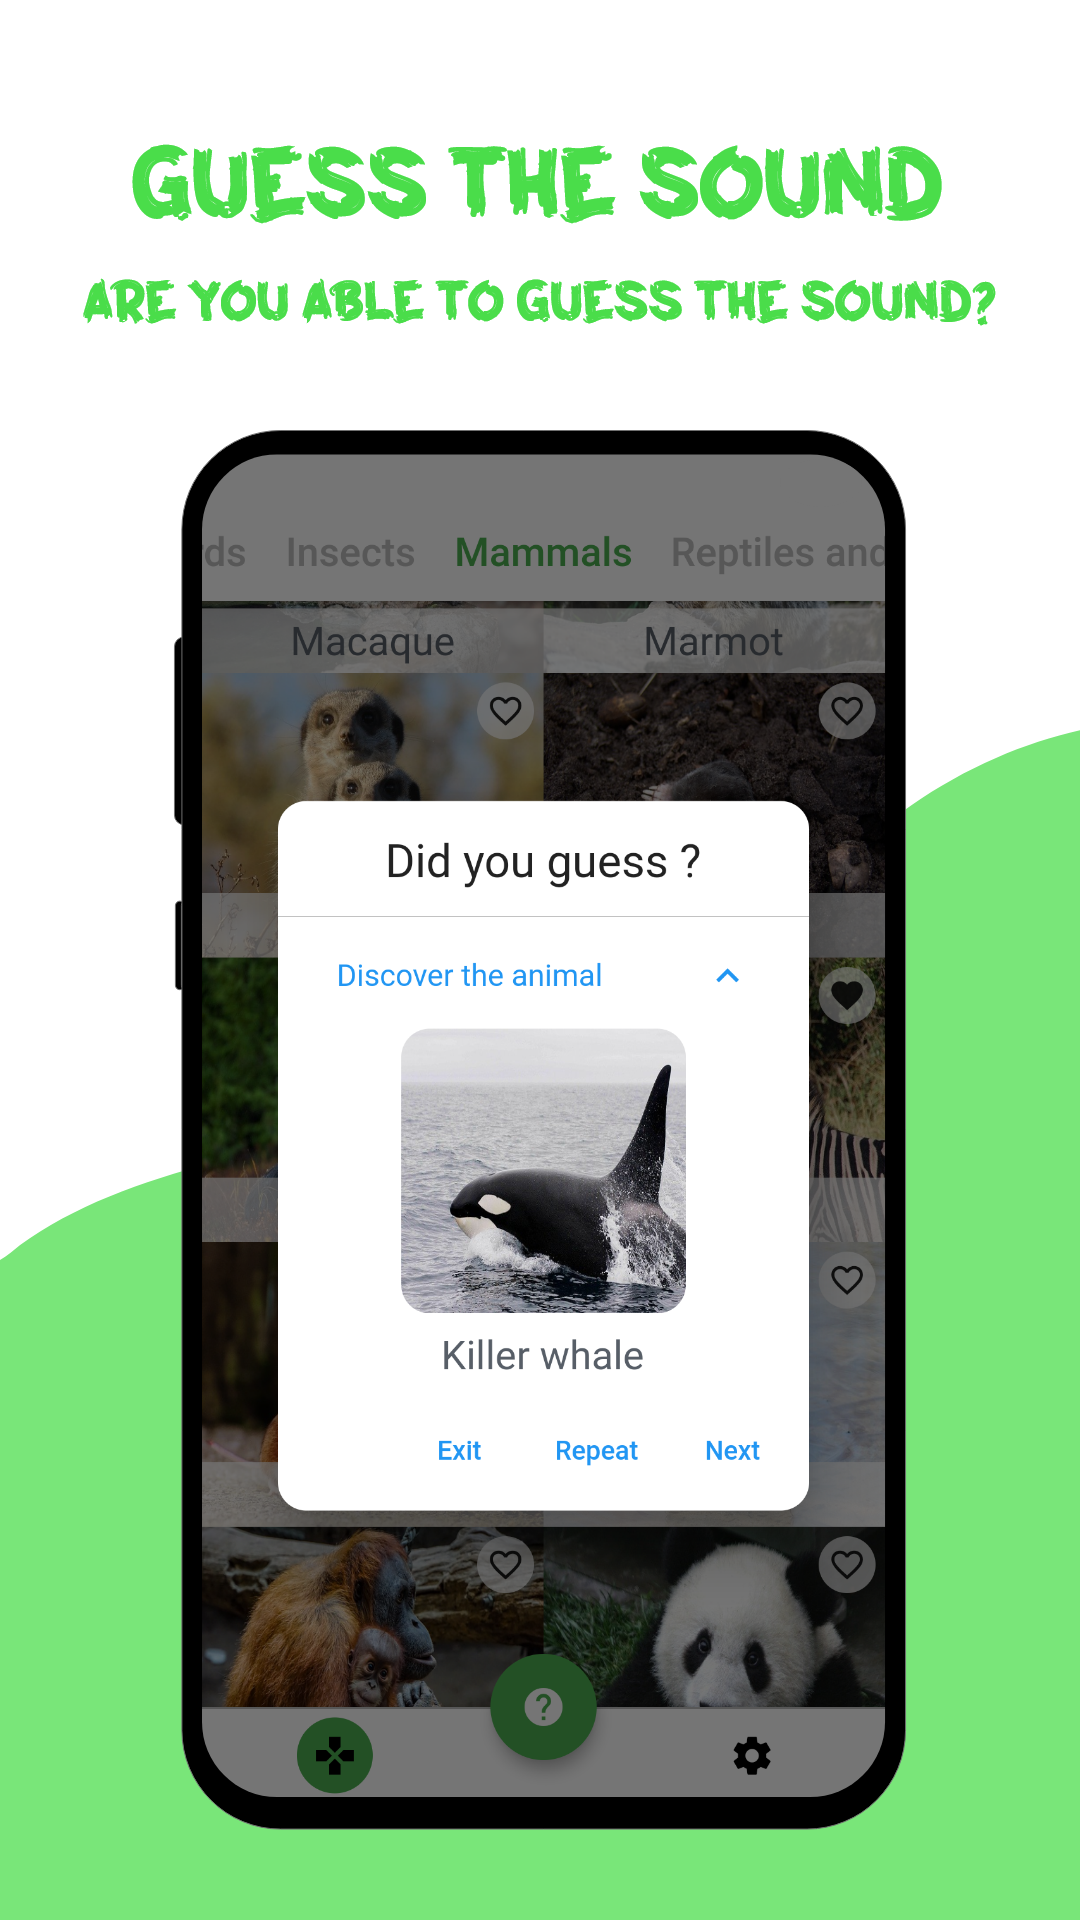 GUESS THE SOUND
ARE YOU ABLE TO GUESS THE SOUND?
ds Insects Mammals Reptiles and
Macaque Marmot
Did you guess ?
Discover the animal
Killer whale
Exit Repeat Next
?